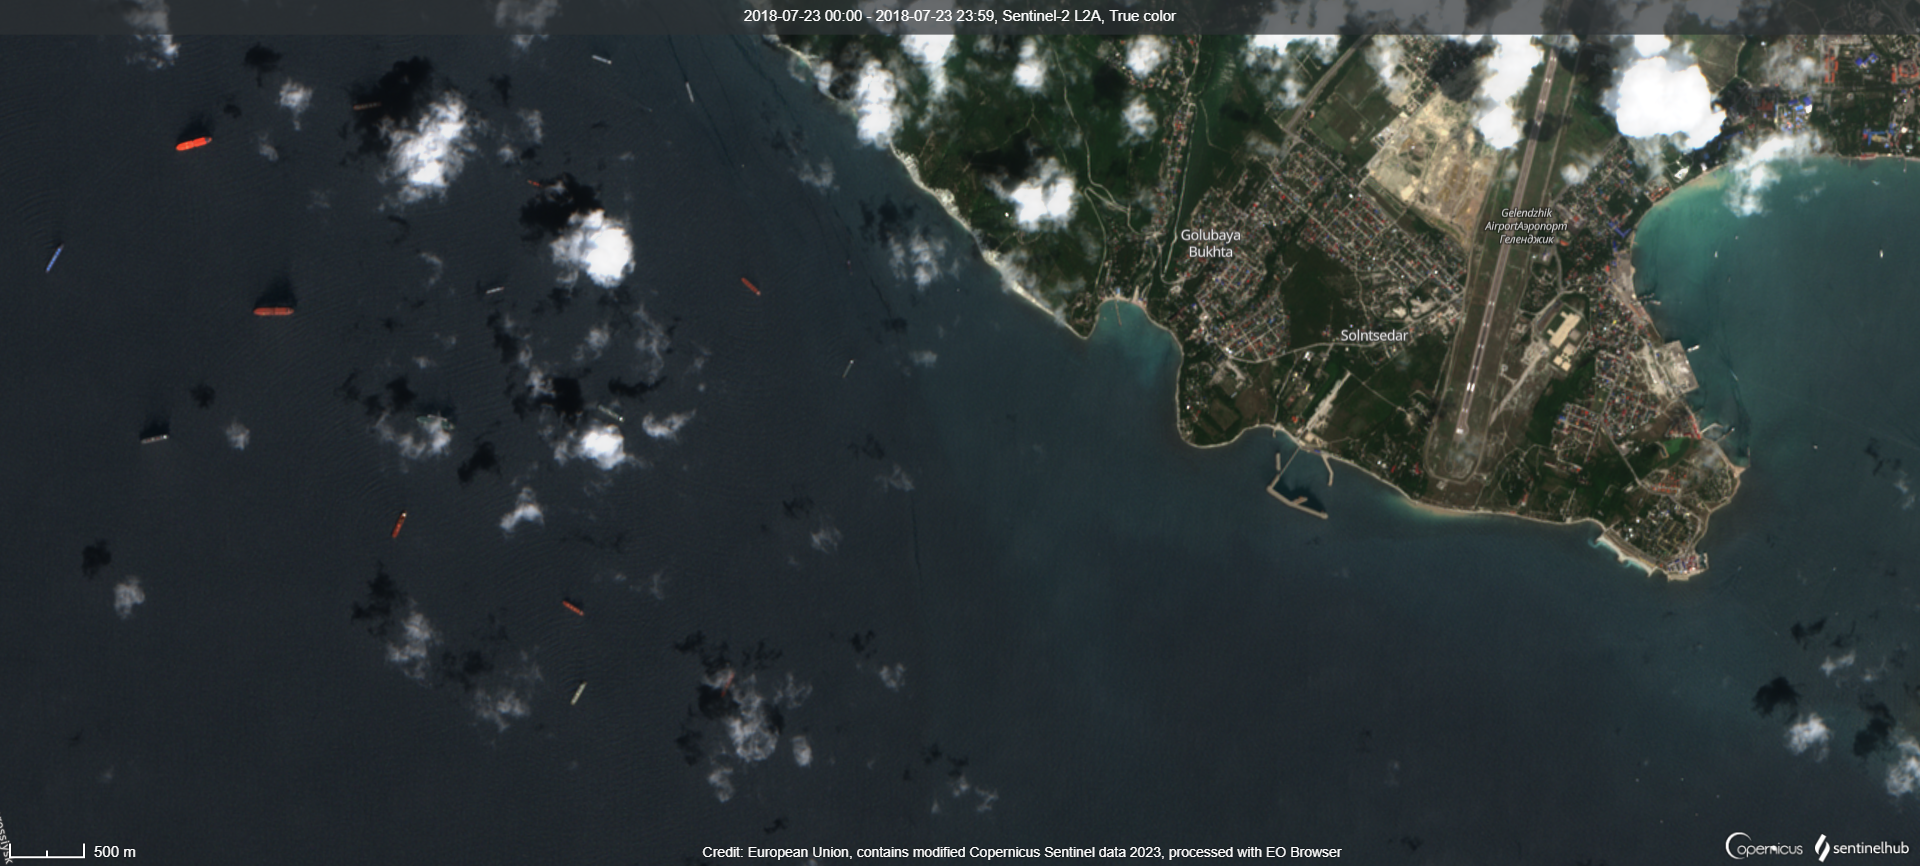 2018-07-23 00:00 - 2018-07-23 23:59, Sentinel-2 L2A, True color
Gelendzhik
AirportАэропорт
Геленджик
Golubaya
Bukhta
Solntsedar
500 m
Credit: European Union, contains modified Copernicus Sentinel data 2023, processed with EO Browser
Copernicus
sentinelhub